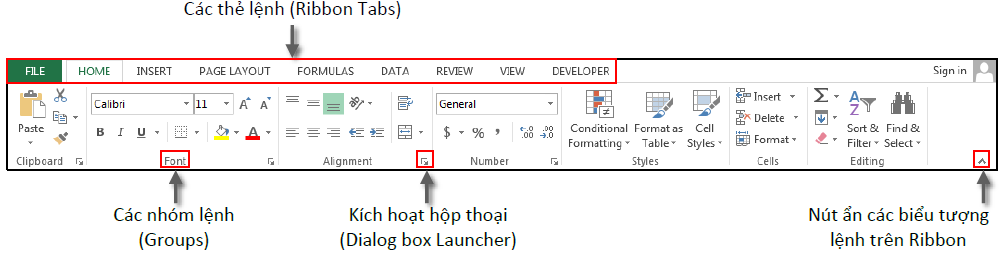 Các thẻ lệnh (Ribbon Tabs)
FILE HOME INSERT PAGE LAYOUT FORMULAS DATA REVIEW VIEW DEVELOPER Sign in
Calibri 11 General Insert
Paste Conditional Format as Cell Delete Sort & Find &
B I U $ % , Formatting Table Styles Format Filter Select
Clipboard Font Alignment Number Styles Cells Editing
Các nhóm lệnh Kích hoạt hộp thoại Nút ẩn các biểu tượng
(Groups) (Dialog box Launcher) lệnh trên Ribbon